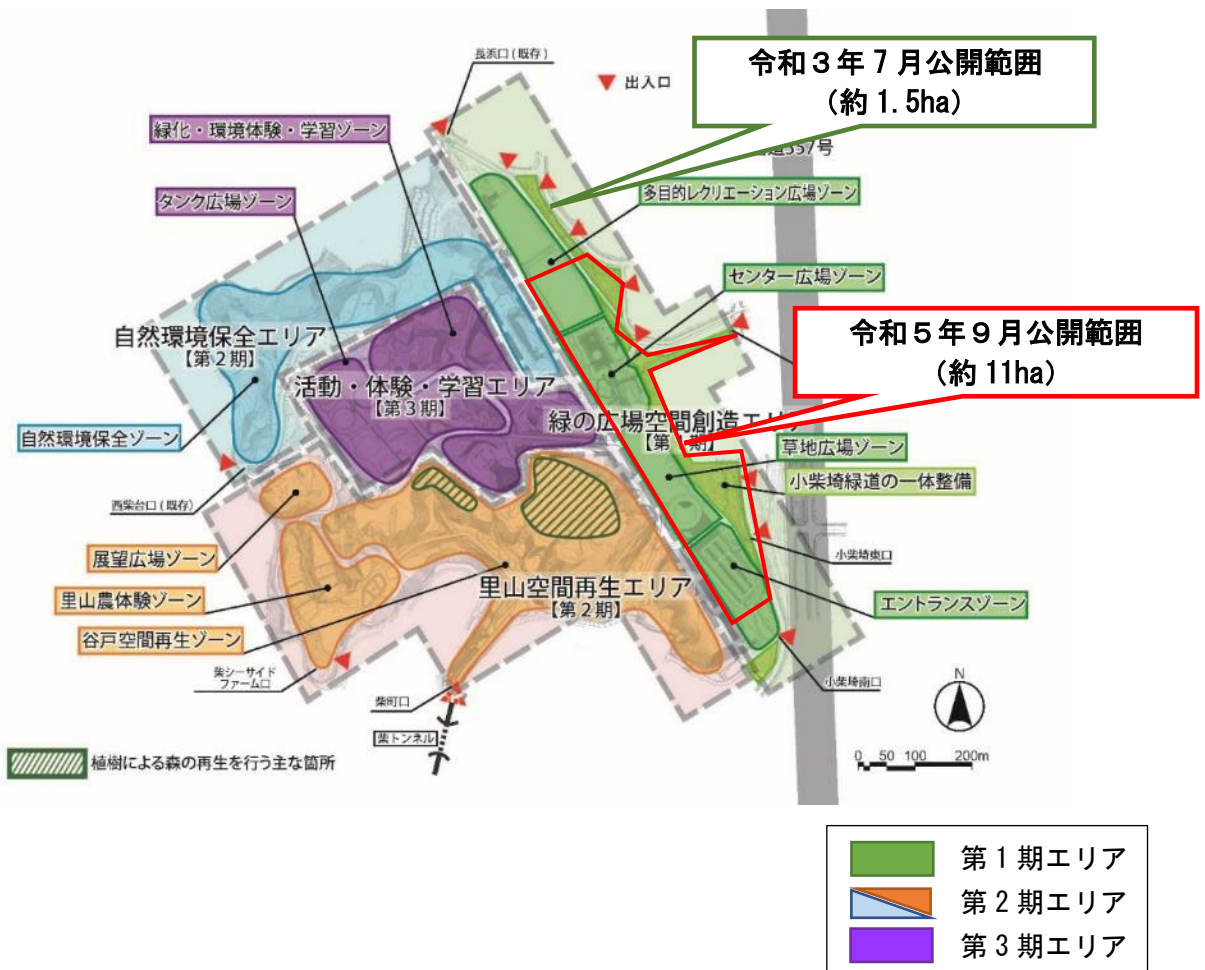 長浜口(既存)
出入口
令和３年７月公開範囲
(約 1.5ha)
道357号
緑化・環境体験・学習ゾーン
タンク広場ゾーン
多目的レクリエーション広場ゾーン
センター広場ゾーン
令和５年９月公開範囲
(約 11ha)
自然環境保全エリア
【第２期】
活動・体験・学習エリア
【第３期】
緑の広場空間創造エリ
【第 期】
自然環境保全ゾーン
草地広場ゾーン
小柴埼緑道の一体整備
西柴台口(既存)
展望広場ゾーン
小柴埼東口
里山空間再生エリア
【第２期】
里山農体験ゾーン
エントランスゾーン
谷戸空間再生ゾーン
柴シーサイド
ファーム口
柴町口
小柴埼南口
N
柴トンネル
植樹による森の再生を行う主な箇所
0 50 100 200m
第１期エリア
第２期エリア
第３期エリア